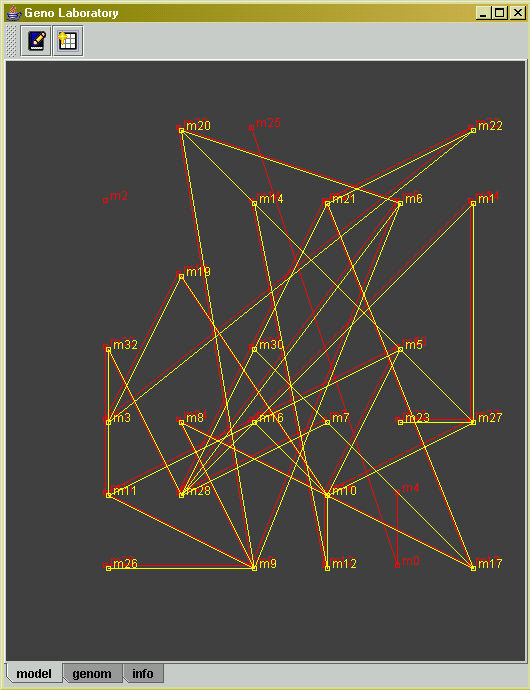 Geno Laboratory
m20 m22
m14 m21 m6 m1
m2
m19
m32 m30 m5
m3 m8 m16 m7 m23 m27
m11 m28 m10
m26 m9 m12 m17
model genom info